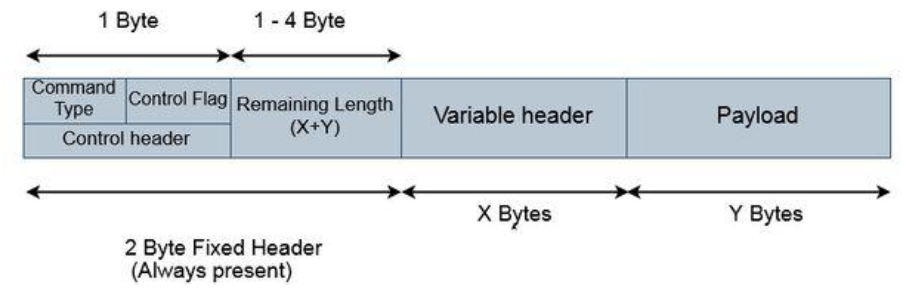 1 Byte
1 - 4 Byte
Command
Type
Control Flag
Control header
Remaining Length
(X+Y)
Variable header
Payload
X Bytes
Y Bytes
2 Byte Fixed Header
(Always present)